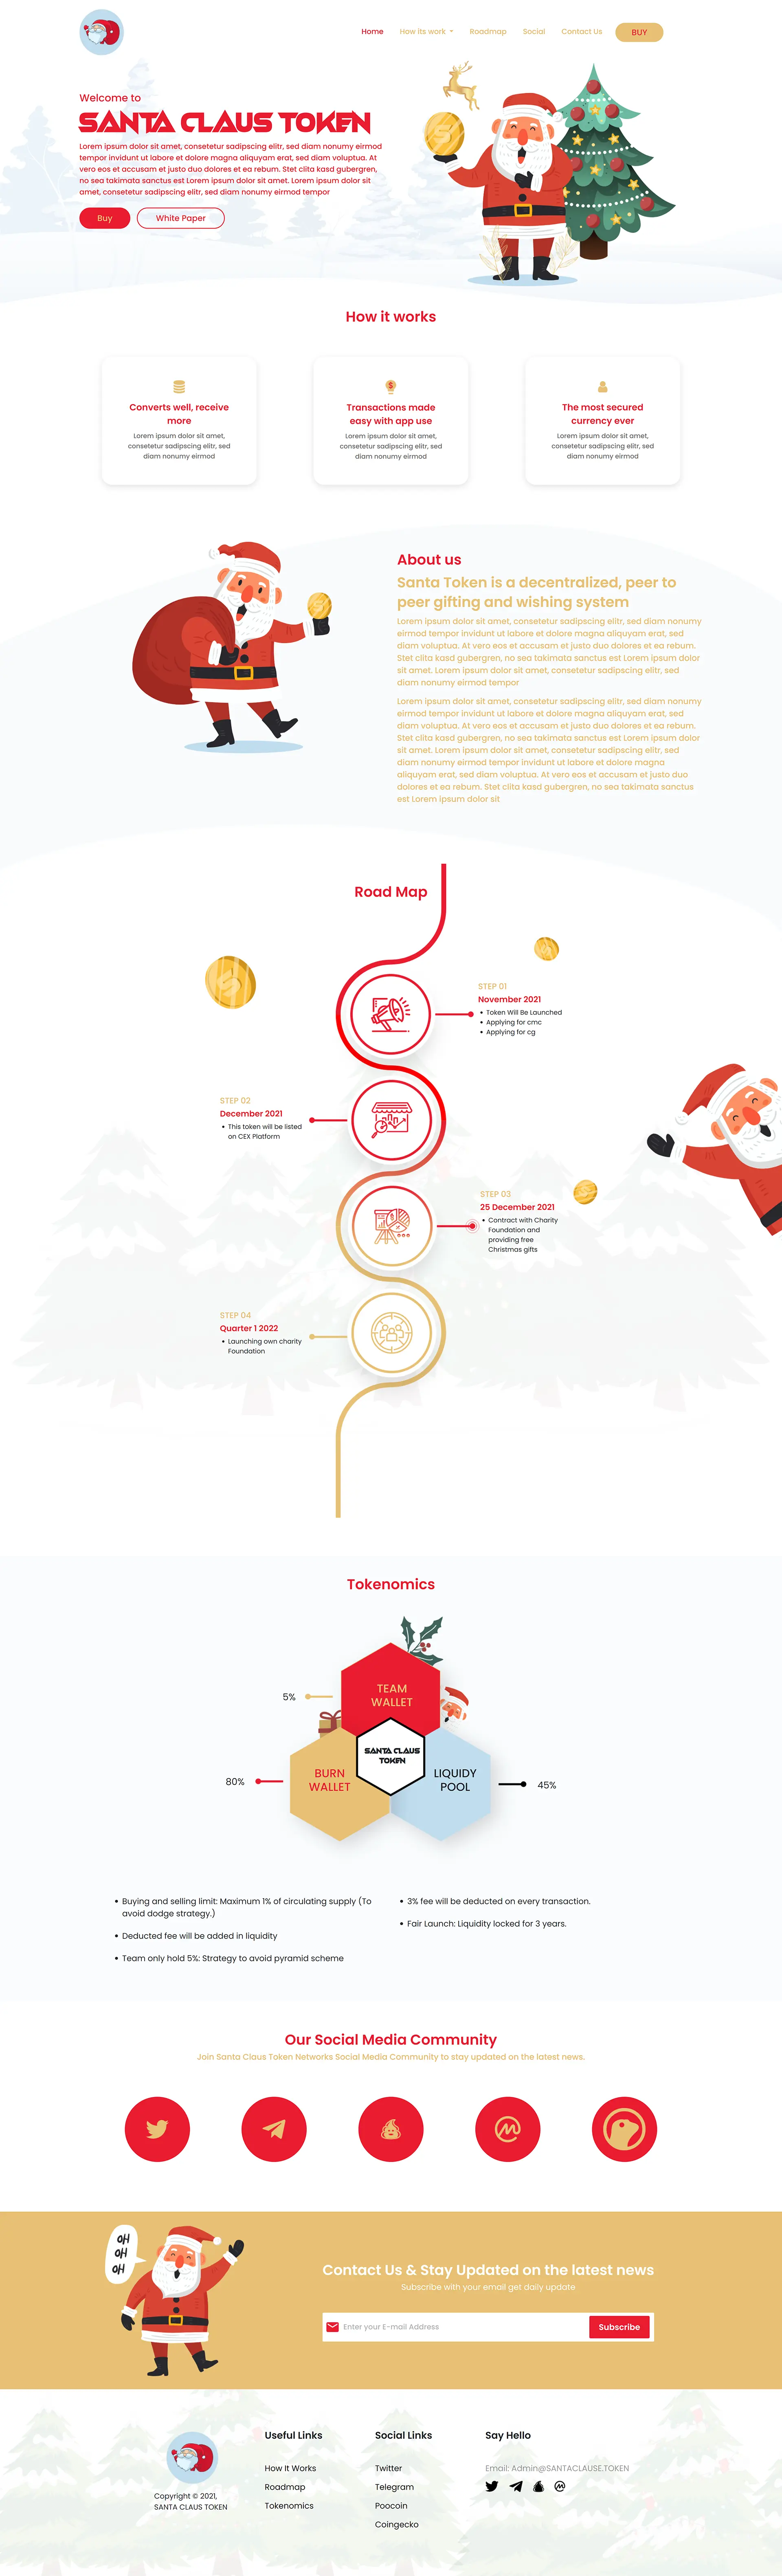 Home
How its work
Roadmap
Social
Contact Us
BUY
Welcome to
SANTA CLAUS TOKEN
Lorem ipsum dolor sit amet, consetetur sadipscing elitr, sed diam nonumy eirmod
tempor invidunt ut labore et dolore magna aliquyam erat, sed diam voluptua. At
vero eos et accusam et justo duo dolores et ea rebum. Stet clita kasd gubergren,
no sea takimata sanctus est Lorem ipsum dolor sit amet. Lorem ipsum dolor sit
amet, consetetur sadipscing elitr, sed diam nonumy eirmod tempor
Buy
White Paper
How it works
Converts well, receive
more
Lorem ipsum dolor sit amet,
consetetur sadipscing elitr, sed
diam nonumy eirmod
Transactions made
easy with app use
Lorem ipsum dolor sit amet,
consetetur sadipscing elitr, sed
diam nonumy eirmod
The most secured
currency ever
Lorem ipsum dolor sit amet,
consetetur sadipscing elitr, sed
diam nonumy eirmod
About us
Santa Token is a decentralized, peer to
peer gifting and wishing system
Lorem ipsum dolor sit amet, consetetur sadipscing elitr, sed diam nonumy
eirmod tempor invidunt ut labore et dolore magna aliquyam erat, sed
diam voluptua. At vero eos et accusam et justo duo dolores et ea rebum.
Stet clita kasd gubergren, no sea takimata sanctus est Lorem ipsum dolor
sit amet. Lorem ipsum dolor sit amet, consetetur sadipscing elitr, sed
diam nonumy eirmod tempor
Lorem ipsum dolor sit amet, consetetur sadipscing elitr, sed diam nonumy
eirmod tempor invidunt ut labore et dolore magna aliquyam erat, sed
diam voluptua. At vero eos et accusam et justo duo dolores et ea rebum.
Stet clita kasd gubergren, no sea takimata sanctus est Lorem ipsum dolor
sit amet. Lorem ipsum dolor sit amet, consetetur sadipscing elitr, sed
diam nonumy eirmod tempor invidunt ut labore et dolore magna
aliquyam erat, sed diam voluptua. At vero eos et accusam et justo duo
dolores et ea rebum. Stet clita kasd gubergren, no sea takimata sanctus
est Lorem ipsum dolor sit
Road Map
STEP 01
November 2021
• Token Will Be Launched
• Applying for cmc
• Applying for cg
STEP 02
December 2021
• This token will be listed
on CEX Platform
STEP 03
25 December 2021
• Contract with Charity
Foundation and
providing free
Christmas gifts
STEP 04
Quarter 1 2022
• Launching own charity
Foundation
Tokenomics
TEAM
WALLET
5%
SANTA CLAUS
TOKEN
BURN
WALLET
80%
LIQUIDY
POOL
45%
• Buying and selling limit: Maximum 1% of circulating supply (To
avoid dodge strategy.)
• Deducted fee will be added in liquidity
• Team only hold 5%: Strategy to avoid pyramid scheme
• 3% fee will be deducted on every transaction.
• Fair Launch: Liquidity locked for 3 years.
Our Social Media Community
Join Santa Claus Token Networks Social Media Community to stay updated on the latest news.
OH
OH
OH
Contact Us & Stay Updated on the latest news
Subscribe with your email get daily update
Enter your E-mail Address
Subscribe
Copyright © 2021,
SANTA CLAUS TOKEN
Useful Links
How It Works
Roadmap
Tokenomics
Social Links
Twitter
Telegram
Poocoin
Coingecko
Say Hello
Email: Admin@SANTACLAUSE.TOKEN